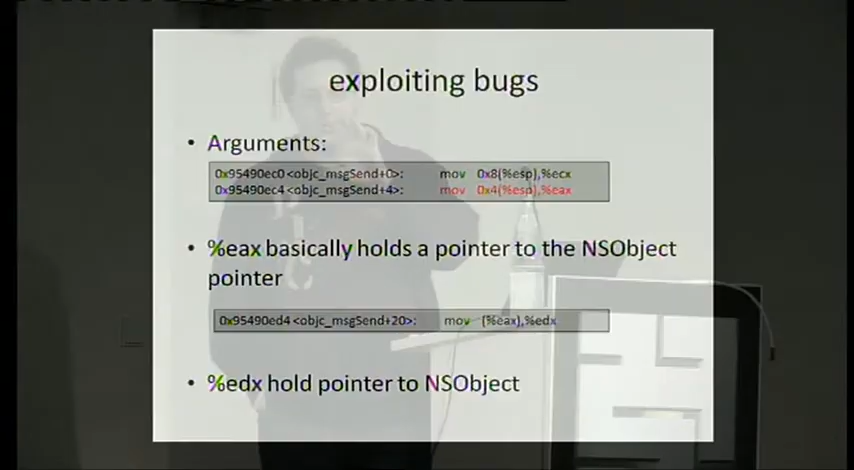 exploiting bugs
• Arguments:
0x95490ec0 <objc_msgSend+0>: mov 0x8(%esp),%ecx
0x95490ec4 <objc_msgSend+4>: mov 0x4(%esp),%eax
• %eax basically holds a pointer to the NSObject
pointer
0x95490ed4 <objc_msgSend+20>: mov (%eax),%edx
• %edx hold pointer to NSObject